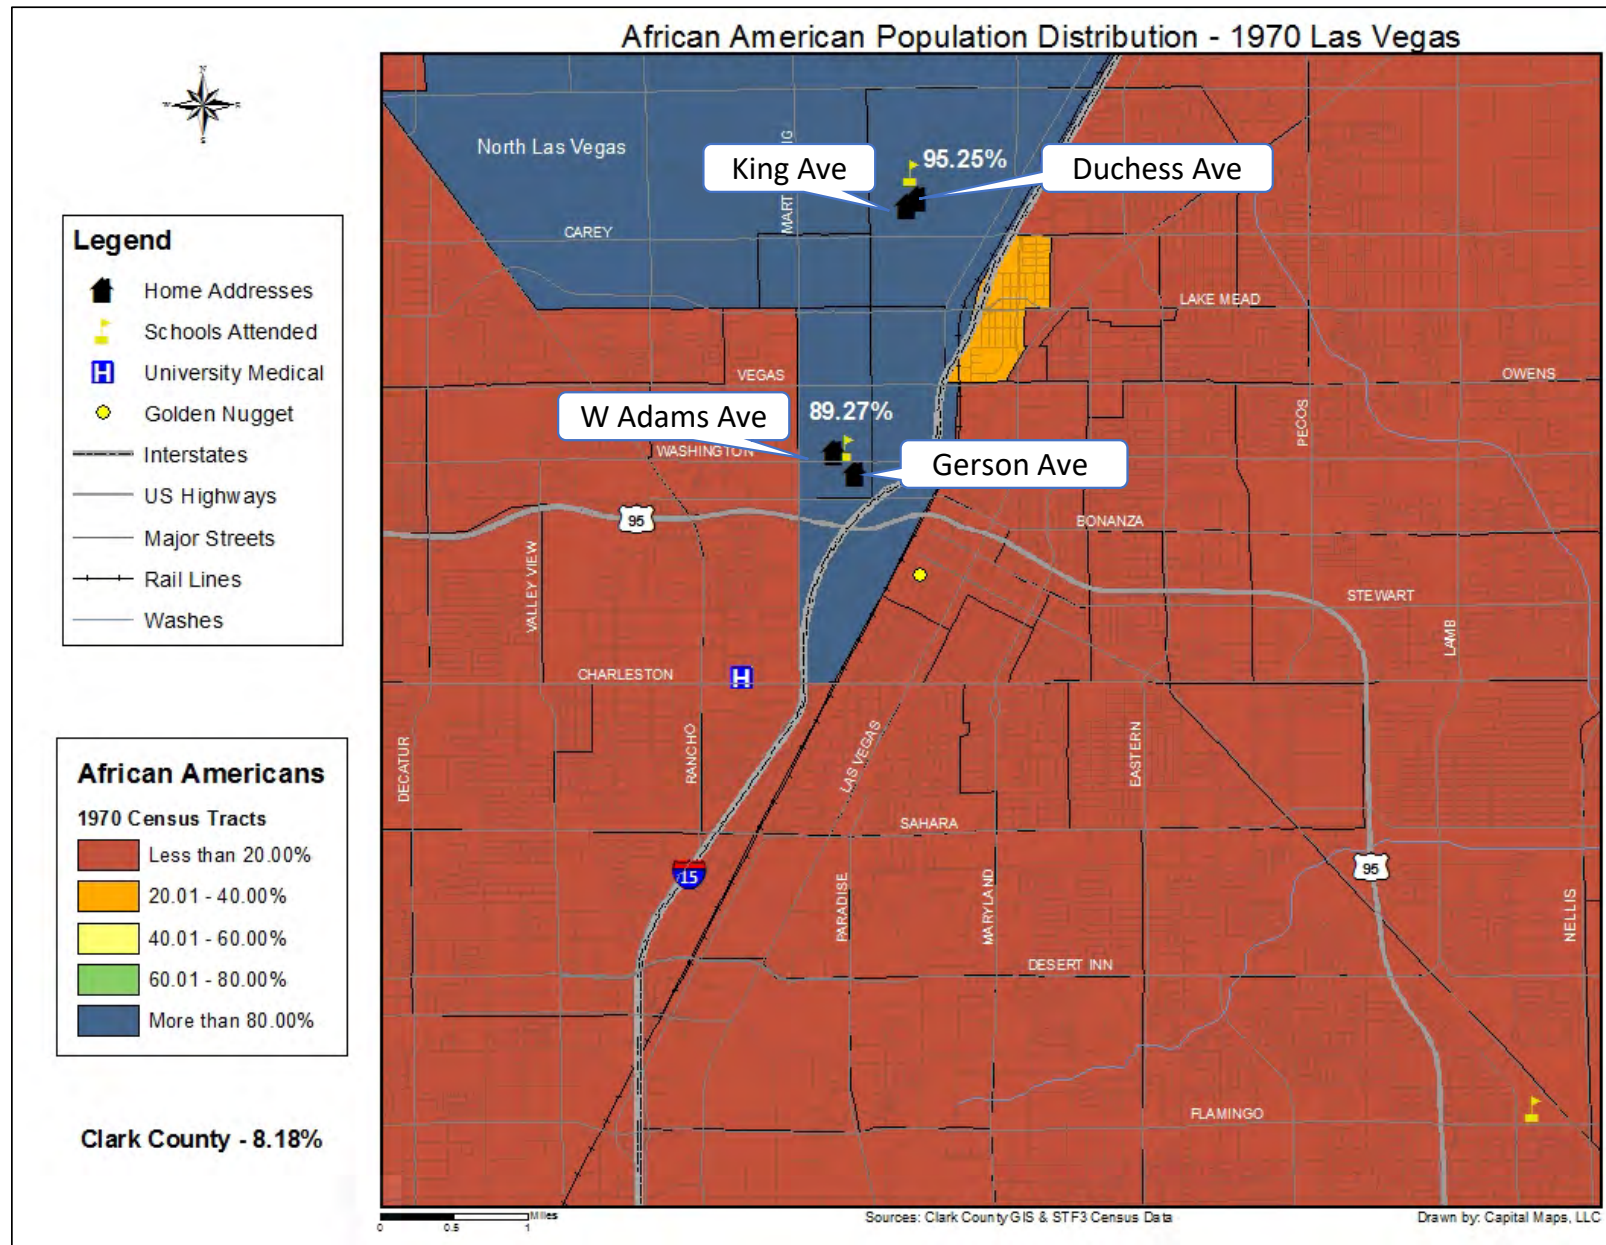 African American Population Distribution - 1970 Las Vegas
N
W
E
S
North Las Vegas
95.25%
King Ave
Duchess Ave
CAREY
LAKE MEAD
VEGAS
OWENS
89.27%
W Adams Ave
WASHINGTON
Gerson Ave
PECOS
95
BONANZA
VALLEY VIEW
STEWART
LAMB
CHARLESTON
H
DECATUR
RANCHO
LAS VEGAS
EASTERN
SAHARA
15
95
PARADISE
MARYLAND
NELLIS
DESERT INN
FLAMINGO
Legend
Home Addresses
Schools Attended
H University Medical
Golden Nugget
Interstates
US Highways
Major Streets
Rail Lines
Washes
African Americans
1970 Census Tracts
Less than 20.00%
20.01 - 40.00%
40.01 - 60.00%
60.01 - 80.00%
More than 80.00%
Clark County - 8.18%
Miles
0 0.5 1
Sources: Clark County GIS & STF3 Census Data
Drawn by: Capital Maps, LLC